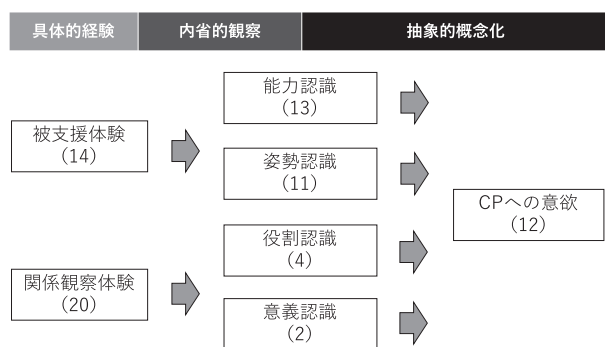 具体的経験
内省的観察
抽象的概念化
能力認識
(13)
被支援体験
(14)
姿勢認識
(11)
CPへの意欲
(12)
役割認識
(4)
関係観察体験
(20)
意義認識
(2)